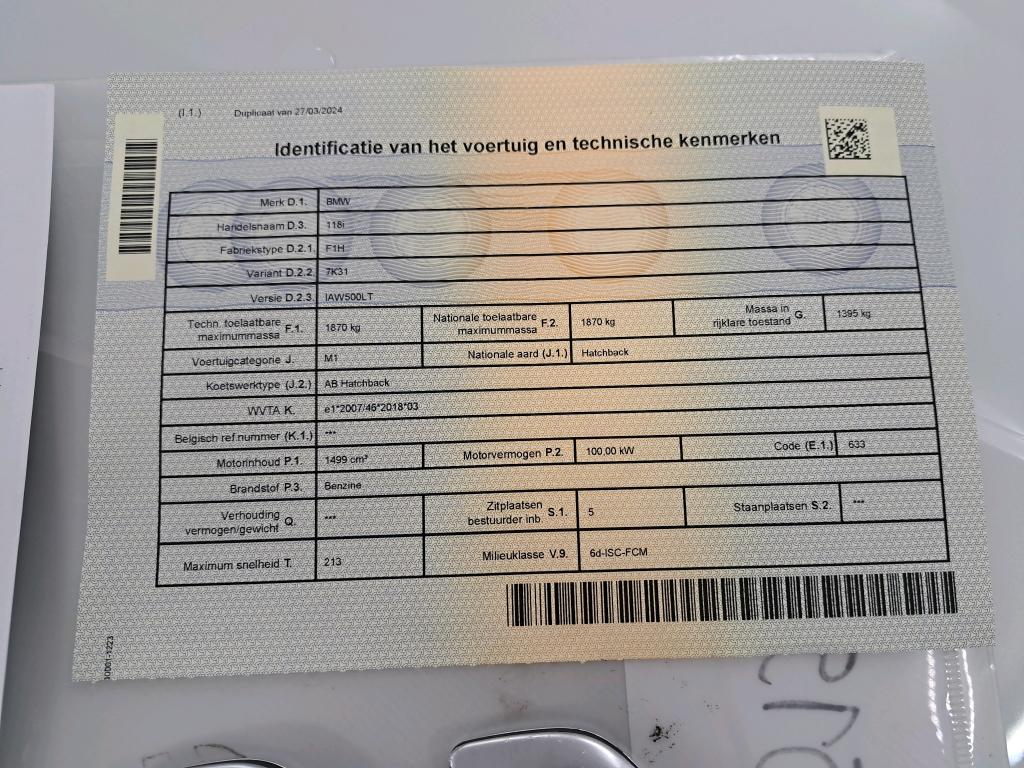 (I.1.) Duplicaat van 27/03/2024
Identificatie van het voertuig en technische kenmerken
Merk D.1. BMW
Handelsnaam D.3. 118i
Fabriekstype D.2.1. F1H
Variant D.2.2. 7K31
Versie D.2.3. IAW500LT
Techn. toelaatbare maximummassa F.1. 1870 kg Nationale toelaatbare maximummassa F.2. 1870 kg Massa in rijklare toestand G. 1395 kg
Voertuigcategorie J. M1 Nationale aard (J.1.) Hatchback
Koetswerktype (J.2.) AB Hatchback
WVTA K. e1*2007/46*2018*03
Belgisch ref.nummer (K.1.) ***
Motorinhoud P.1. 1499 cm³ Motorvermogen P.2. 100,00 kW Code (E.1.) 633
Brandstof P.3. Benzine
Verhouding vermogen/gewicht Q. *** Zitplaatsen bestuurder inb. S.1. 5 Staanplaatsen S.2. ***
Maximum snelheid T. 213 Milieuklasse V.9. 6d-ISC-FCM